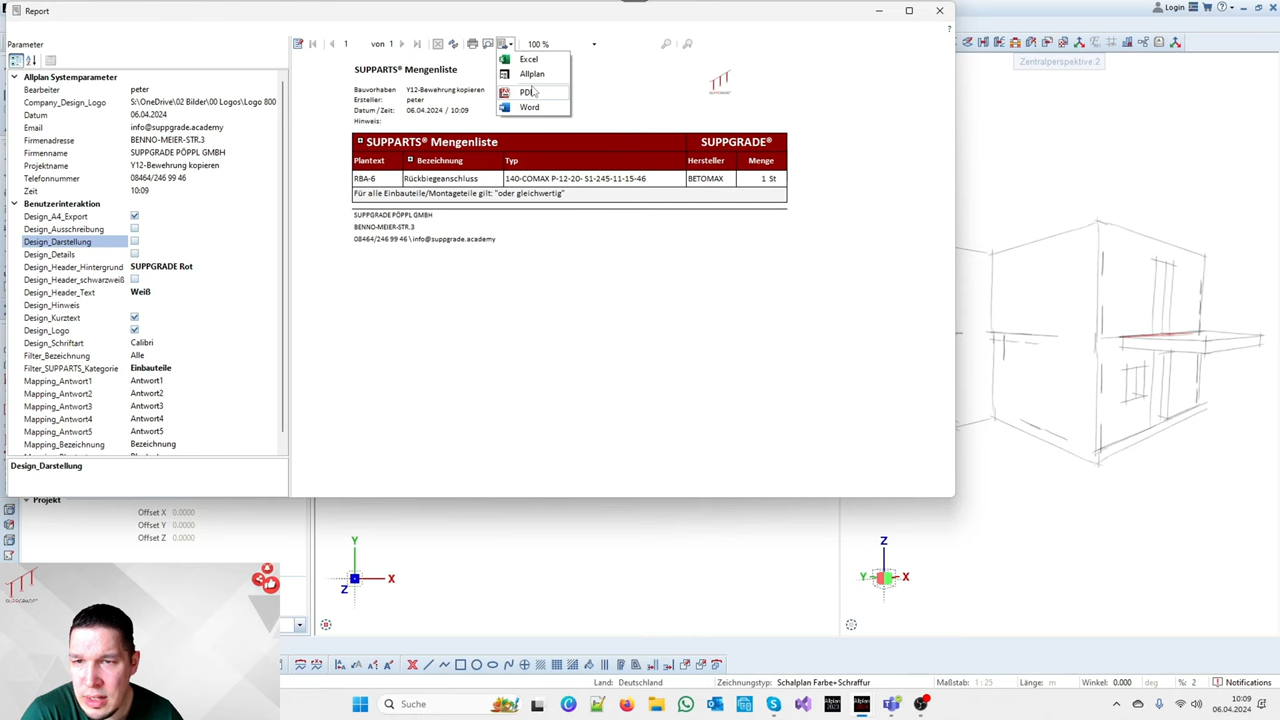 Report
Login
Parameter
1 von 1
100 %
Zentralperspektive:2
Excel
Allplan
PDF
Word
Allplan Systemparameter
Bearbeiter peter
Company_Design_Logo S:\OneDrive\02 Bilder\00 Logos\Logo 800
Datum 06.04.2024
Email info@suppgrade.academy
Firmenadresse BENNO-MEIER-STR.3
Firmenname SUPPGRADE PÖPPL GMBH
Projektname Y12-Bewehrung kopieren
Telefonnummer 08464/246 99 46
Zeit 10:09
Benutzerinteraktion
Design_A4_Export
Design_Ausschreibung
Design_Darstellung
Design_Details
Design_Header_Hintergrund SUPPGRADE Rot
Design_Header_schwarzweiß
Design_Header_Text Weiß
Design_Hinweis
Design_Kurztext
Design_Logo
Design_Schriftart Calibri
Filter_Bezeichnung Alle
Filter_SUPPARTS_Kategorie Einbauteile
Mapping_Antwort1 Antwort1
Mapping_Antwort2 Antwort2
Mapping_Antwort3 Antwort3
Mapping_Antwort4 Antwort4
Mapping_Antwort5 Antwort5
Mapping_Bezeichnung Bezeichnung
Design_Darstellung
SUPPARTS® Mengenliste
Bauvorhaben Y12-Bewehrung kopieren
Ersteller: peter
Datum / Zeit: 06.04.2024 / 10:09
Hinweis:
SUPPARTS® Mengenliste SUPPGRADE®
Plantext Bezeichnung Typ Hersteller Menge
RBA-6 Rückbiegeanschluss 140-COMAX P-12-20- S1-245-11-15-46 BETOMAX 1 St
Für alle Einbauteile/Montageteile gilt: "oder gleichwertig"
SUPPGRADE PÖPPL GMBH
BENNO-MEIER-STR.3
08464/246 99 46 \ info@suppgrade.academy
Projekt
Offset X 0.0000
Offset Y 0.0000
Offset Z 0.0000
Y
X
Z
Z
Y
X
SUPPGRADE
Land: Deutschland Zeichnungstyp: Schalplan Farbe+Schraffur Maßstab: 1 : 25 Länge: m Winkel: 0.000 deg %: 2 Notifications
Suche
10:09
06.04.2024